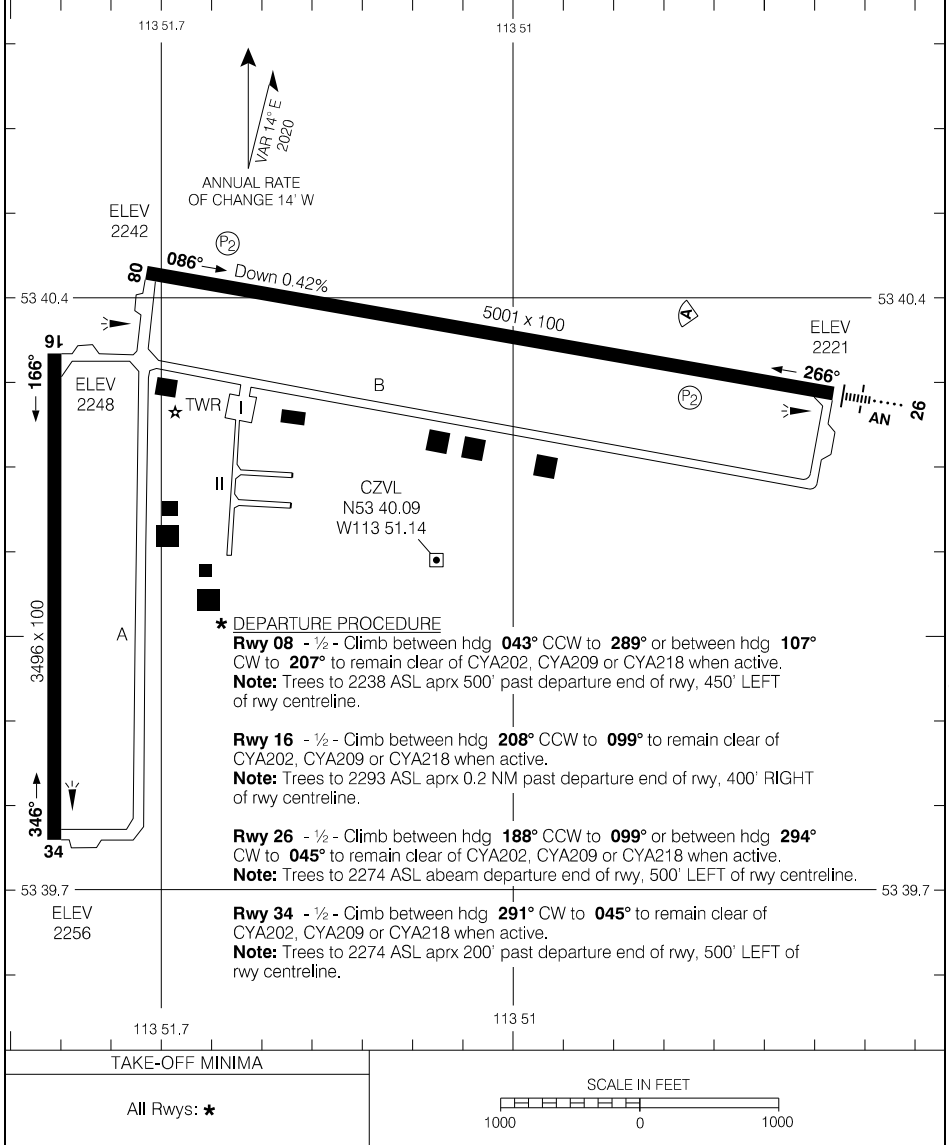 113 51.7
113 51
VAR 14° E
2020
ANNUAL RATE
OF CHANGE 14' W
ELEV
2242
P2
08
086°
Down 0.42%
53 40.4
53 40.4
5001 x 100
A
ELEV
2221
16
166°
ELEV
2248
B
266°
P2
AN
26
TWR
I
II
CZVL
N53 40.09
W113 51.14
3496 x 100
A
* DEPARTURE PROCEDURE
Rwy 08 - ½ - Climb between hdg 043° CCW to 289° or between hdg 107°
CW to 207° to remain clear of CYA202, CYA209 or CYA218 when active.
Note: Trees to 2238 ASL aprx 500' past departure end of rwy, 450' LEFT
of rwy centreline.
Rwy 16 - ½ - Climb between hdg 208° CCW to 099° to remain clear of
CYA202, CYA209 or CYA218 when active.
Note: Trees to 2293 ASL aprx 0.2 NM past departure end of rwy, 400' RIGHT
of rwy centreline.
346°
34
Rwy 26 - ½ - Climb between hdg 188° CCW to 099° or between hdg 294°
CW to 045° to remain clear of CYA202, CYA209 or CYA218 when active.
Note: Trees to 2274 ASL abeam departure end of rwy, 500' LEFT of rwy centreline.
53 39.7
53 39.7
ELEV
2256
Rwy 34 - ½ - Climb between hdg 291° CW to 045° to remain clear of
CYA202, CYA209 or CYA218 when active.
Note: Trees to 2274 ASL aprx 200' past departure end of rwy, 500' LEFT of
rwy centreline.
113 51.7
113 51
TAKE-OFF MINIMA
All Rwys: *
SCALE IN FEET
1000 0 1000